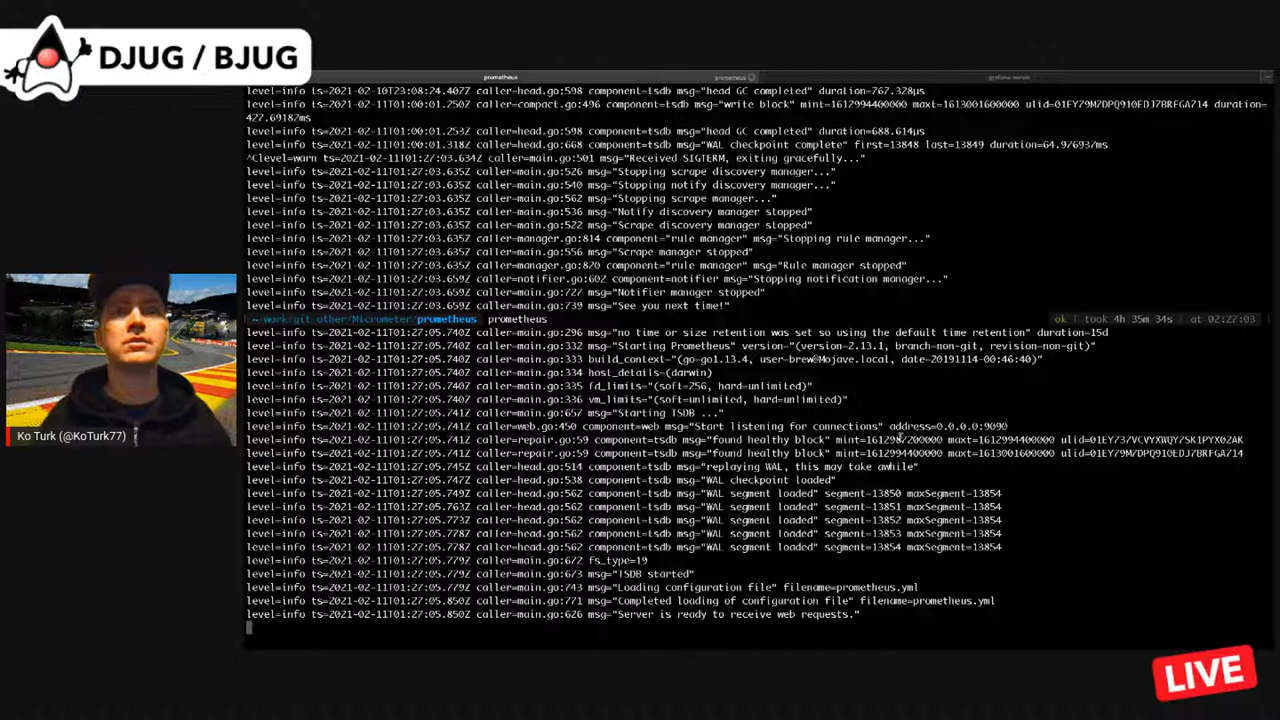 DJUG / BJUG
prometheus
prometheus
grafana-server
level=info ts=2021-02-10T23:08:24.407Z caller=head.go:598 component=tsdb msg="head GC completed" duration=767.328µs
level=info ts=2021-02-11T01:00:01.250Z caller=compact.go:496 component=tsdb msg="write block" mint=1612994400000 maxt=1613001600000 ulid=01EY79M7DPQ910EDJ7BRFGA714 duration=
427.69182ms
level=info ts=2021-02-11T01:00:01.253Z caller=head.go:598 component=tsdb msg="head GC completed" duration=688.614µs
level=info ts=2021-02-11T01:00:01.318Z caller=head.go:668 component=tsdb msg="WAL checkpoint complete" first=13848 last=13849 duration=64.976937ms
^Clevel=warn ts=2021-02-11T01:27:03.634Z caller=main.go:501 msg="Received SIGTERM, exiting gracefully..."
level=info ts=2021-02-11T01:27:03.635Z caller=main.go:526 msg="Stopping scrape discovery manager..."
level=info ts=2021-02-11T01:27:03.635Z caller=main.go:540 msg="Stopping notify discovery manager..."
level=info ts=2021-02-11T01:27:03.635Z caller=main.go:562 msg="Stopping scrape manager..."
level=info ts=2021-02-11T01:27:03.635Z caller=main.go:536 msg="Notify discovery manager stopped"
level=info ts=2021-02-11T01:27:03.635Z caller=main.go:522 msg="Scrape discovery manager stopped"
level=info ts=2021-02-11T01:27:03.635Z caller=manager.go:814 component="rule manager" msg="Stopping rule manager..."
level=info ts=2021-02-11T01:27:03.635Z caller=main.go:556 msg="Scrape manager stopped"
level=info ts=2021-02-11T01:27:03.635Z caller=manager.go:820 component="rule manager" msg="Rule manager stopped"
level=info ts=2021-02-11T01:27:03.635Z caller=notifier.go:602 component=notifier msg="Stopping notification manager..."
level=info ts=2021-02-11T01:27:03.659Z caller=main.go:727 msg="Notifier manager stopped"
level=info ts=2021-02-11T01:27:03.659Z caller=main.go:739 msg="See you next time!"
~/work/git_other/Micrometer/prometheus prometheus ok | took 4h 35m 34s / at 02:27:03
level=info ts=2021-02-11T01:27:05.740Z caller=main.go:296 msg="no time or size retention was set so using the default time retention" duration=15d
level=info ts=2021-02-11T01:27:05.740Z caller=main.go:332 msg="Starting Prometheus" version="(version=2.13.1, branch=non-git, revision=non-git)"
level=info ts=2021-02-11T01:27:05.740Z caller=main.go:333 build_context="(go=go1.13.4, user=brew@Mojave.local, date=20191114-00:46:40)"
level=info ts=2021-02-11T01:27:05.740Z caller=main.go:334 host_details=(darwin)
level=info ts=2021-02-11T01:27:05.740Z caller=main.go:335 fd_limits="(soft=256, hard=unlimited)"
level=info ts=2021-02-11T01:27:05.740Z caller=main.go:336 vm_limits="(soft=unlimited, hard=unlimited)"
level=info ts=2021-02-11T01:27:05.741Z caller=main.go:657 msg="Starting TSDB ..."
level=info ts=2021-02-11T01:27:05.741Z caller=web.go:450 component=web msg="Start listening for connections" address=0.0.0.0:9090
level=info ts=2021-02-11T01:27:05.741Z caller=repair.go:59 component=tsdb msg="found healthy block" mint=1612987200000 maxt=1612994400000
level=info ts=2021-02-11T01:27:05.741Z caller=repair.go:59 component=tsdb msg="found healthy block" mint=1612994400000 maxt=1613001600000 ulid=01EY79M7DPQ910EDJ7BRFGA714
level=info ts=2021-02-11T01:27:05.745Z caller=head.go:514 component=tsdb msg="replaying WAL, this may take awhile"
level=info ts=2021-02-11T01:27:05.749Z caller=head.go:538 component=tsdb msg="WAL checkpoint loaded"
level=info ts=2021-02-11T01:27:05.749Z caller=head.go:562 component=tsdb msg="WAL segment loaded" segment=13850 maxSegment=13854
level=info ts=2021-02-11T01:27:05.763Z caller=head.go:562 component=tsdb msg="WAL segment loaded" segment=13851 maxSegment=13854
level=info ts=2021-02-11T01:27:05.773Z caller=head.go:562 component=tsdb msg="WAL segment loaded" segment=13852 maxSegment=13854
level=info ts=2021-02-11T01:27:05.778Z caller=head.go:562 component=tsdb msg="WAL segment loaded" segment=13853 maxSegment=13854
level=info ts=2021-02-11T01:27:05.778Z caller=head.go:562 component=tsdb msg="WAL segment loaded" segment=13854 maxSegment=13854
level=info ts=2021-02-11T01:27:05.779Z caller=main.go:672 fs_type=19
level=info ts=2021-02-11T01:27:05.779Z caller=main.go:673 msg="TSDB started"
level=info ts=2021-02-11T01:27:05.779Z caller=main.go:743 msg="Loading configuration file" filename=prometheus.yml
level=info ts=2021-02-11T01:27:05.850Z caller=main.go:771 msg="Completed loading of configuration file" filename=prometheus.yml
level=info ts=2021-02-11T01:27:05.850Z caller=main.go:626 msg="Server is ready to receive web requests."
Ko Turk (@KoTurk77)
LIVE